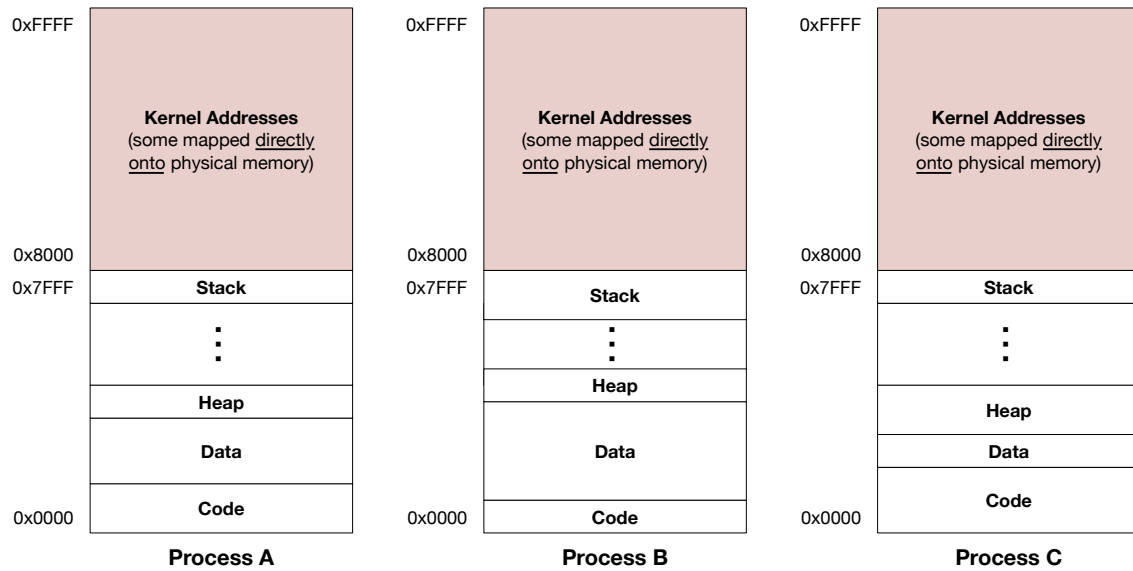 0xFFFF
Kernel Addresses
(some mapped directly
onto physical memory)
0x8000
0x7FFF
Stack
⋮
Heap
Data
Code
0x0000
Process A
0xFFFF
Kernel Addresses
(some mapped directly
onto physical memory)
0x8000
0x7FFF
Stack
⋮
Heap
Data
Code
0x0000
Process B
0xFFFF
Kernel Addresses
(some mapped directly
onto physical memory)
0x8000
0x7FFF
Stack
⋮
Heap
Data
Code
0x0000
Process C